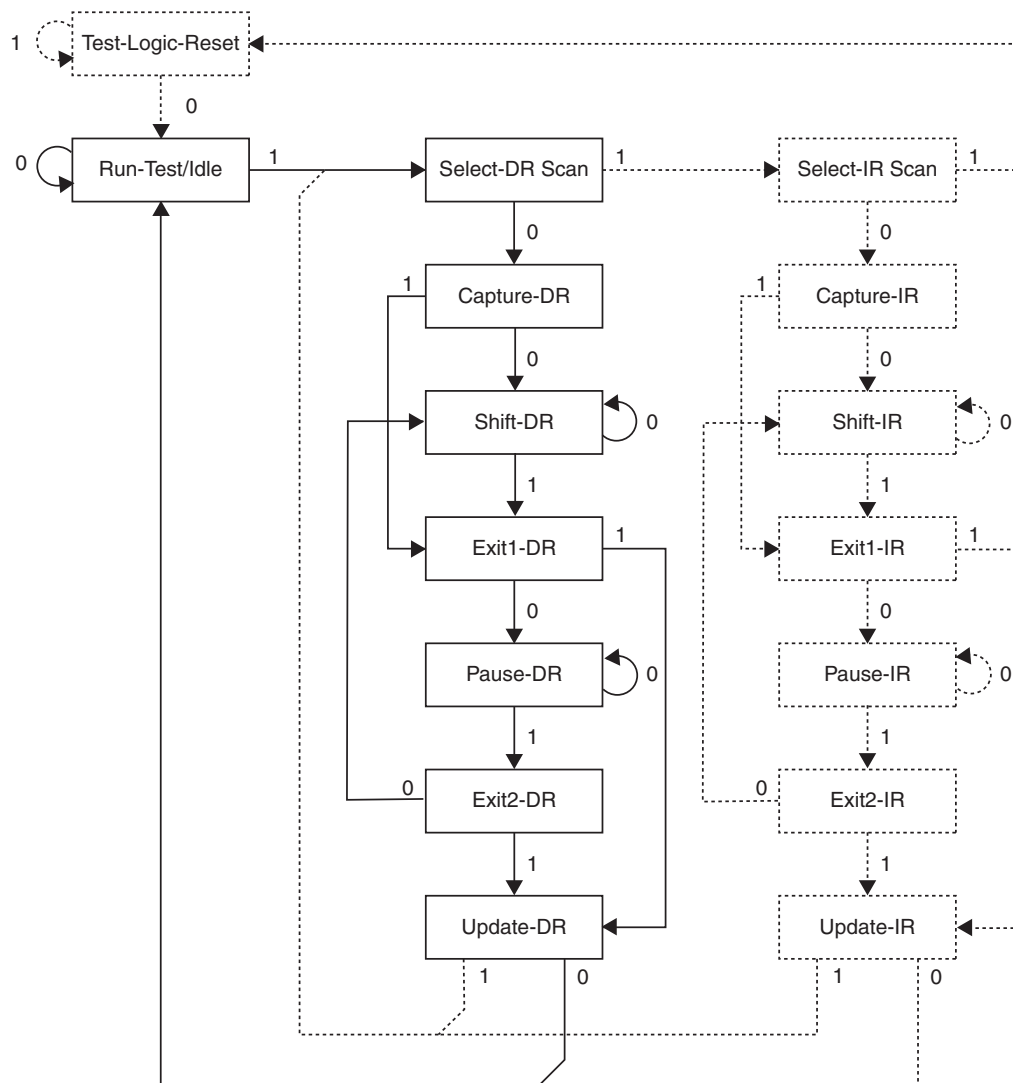 1
Test-Logic-Reset
0
0
Run-Test/Idle
1
Select-DR Scan
1
Select-IR Scan
1
0
0
1
Capture-DR
1
Capture-IR
0
0
Shift-DR
0
Shift-IR
0
1
1
Exit1-DR
1
Exit1-IR
1
0
0
Pause-DR
0
Pause-IR
0
1
1
0
Exit2-DR
0
Exit2-IR
1
1
Update-DR
Update-IR
1
0
1
0